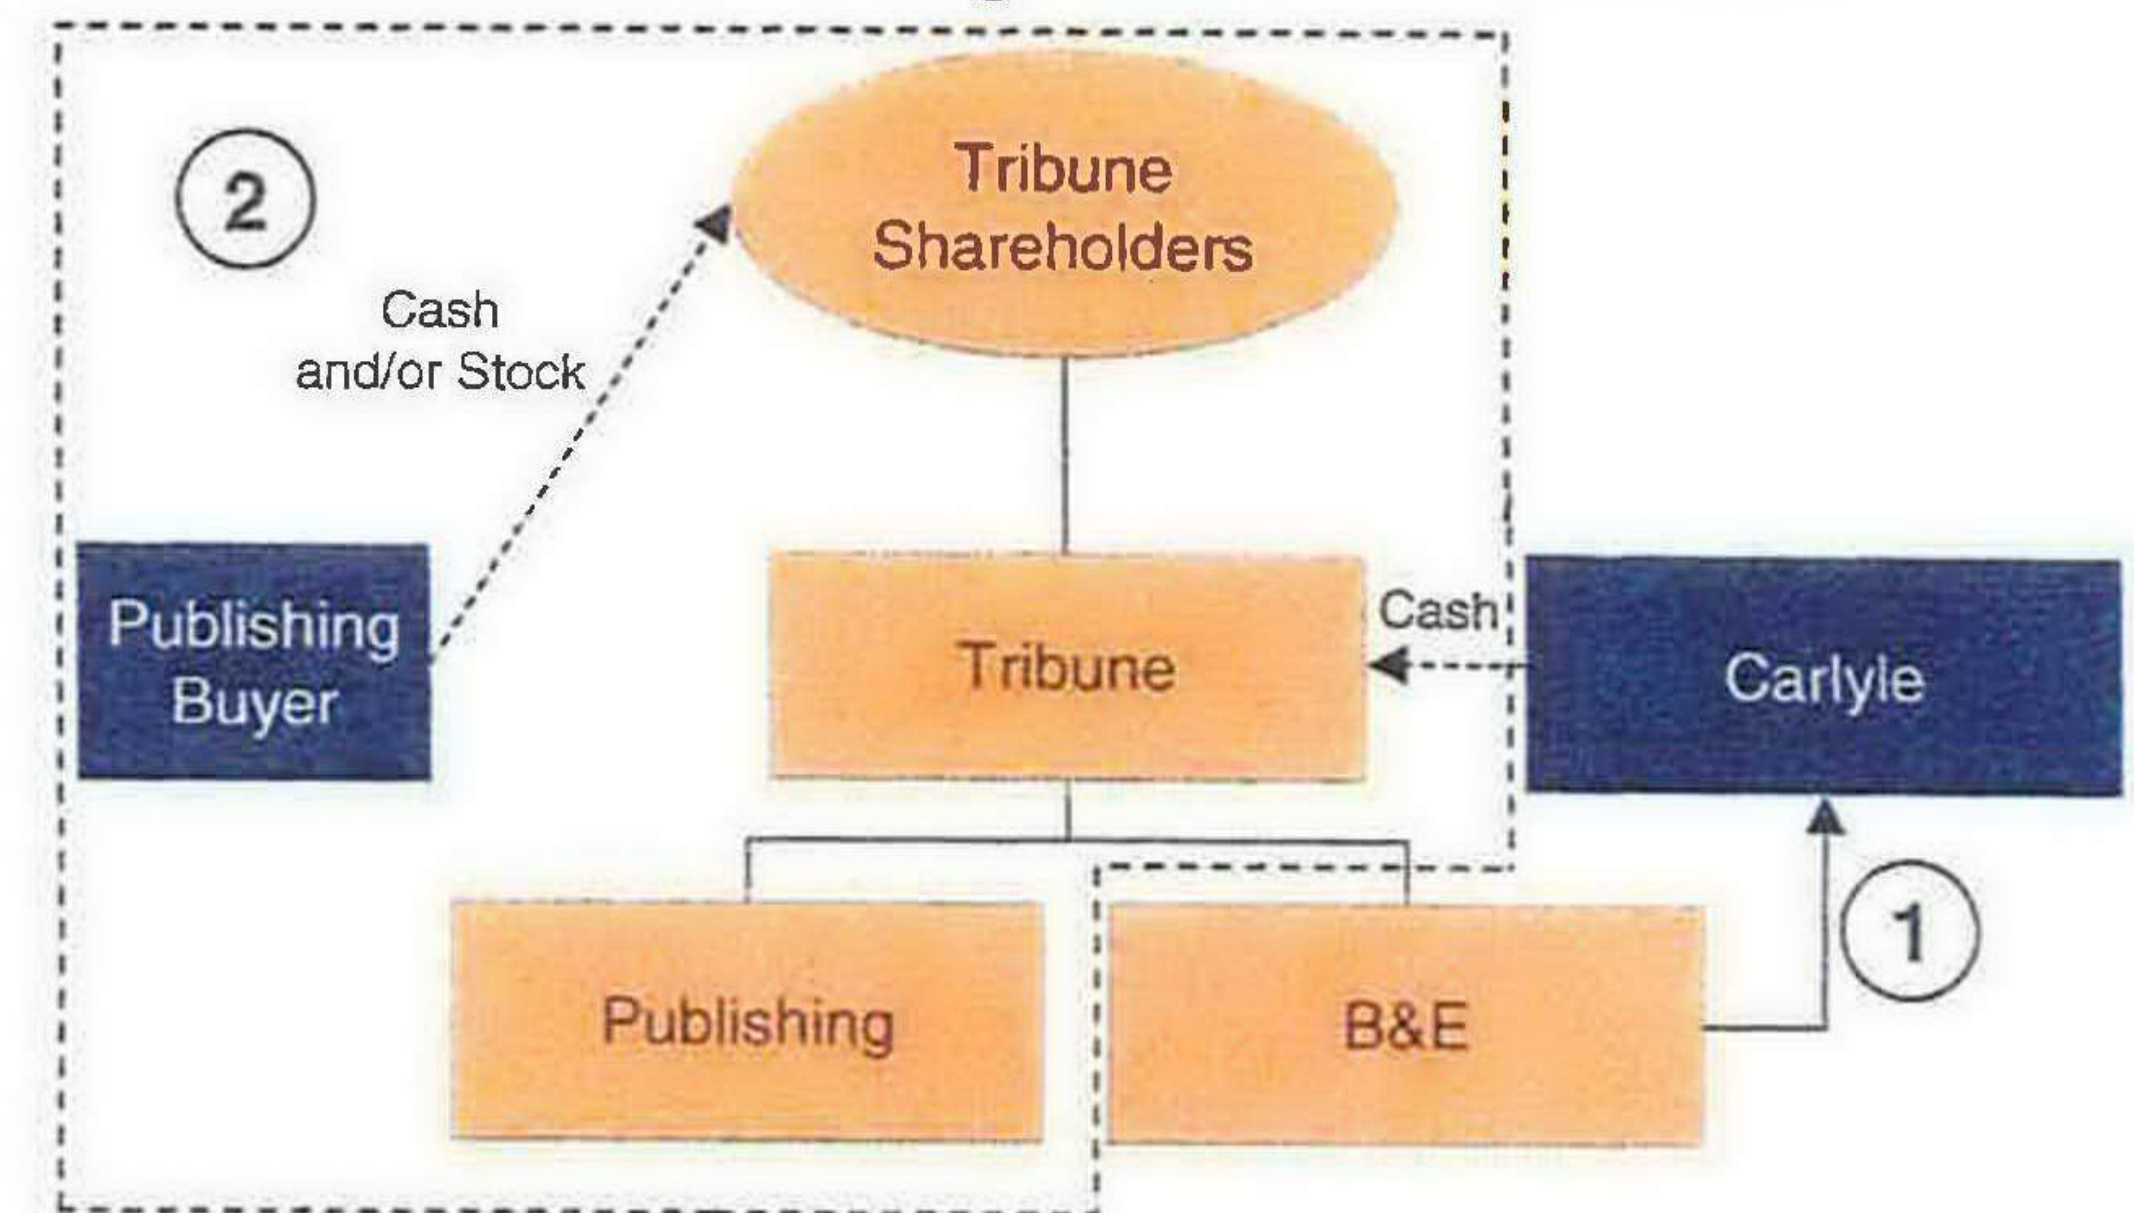 2
Tribune
Shareholders
Cash
and/or Stock
Publishing
Buyer
Tribune
Cash
Carlyle
Publishing
B&E
1